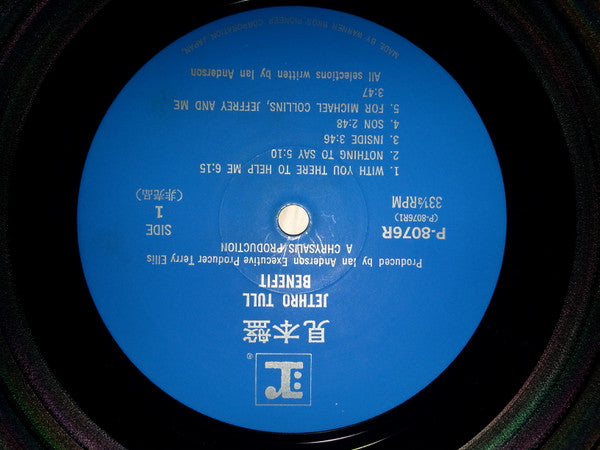 ®
見本盤
JETHRO TULL
BENEFIT
Produced by Ian Anderson Executive Producer Terry Ellis
A CHRYSALIS PRODUCTION
P-8076R
(P-8076R1)
33⅓RPM
SIDE
1
(非売品)
1. WITH YOU THERE TO HELP ME 6:15
2. NOTHING TO SAY 5:10
3. INSIDE 3:46
4. SON 2:48
5. FOR MICHAEL COLLINS, JEFFREY AND ME
3:47
All selections written by Ian Anderson
MADE BY WARNER BROS. PIONEER CORPORATION, JAPAN.